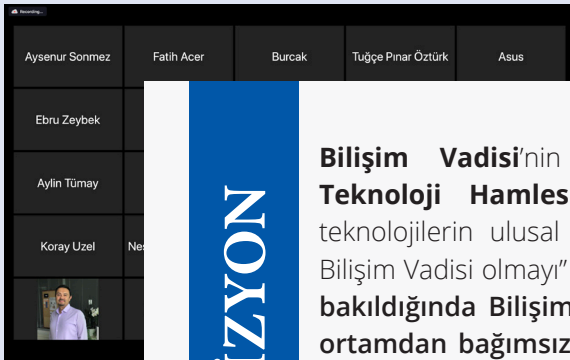 Recording...
Aysenur Sonmez
Fatih Acer
Burcak
Tuğçe Pınar Öztürk
Asus
Ebru Zeybek
Aylin Tümay
Koray Uzel
Bilişim Vadisi’nin
Teknoloji Hamles
teknolojilerin ulusal
Bilişim Vadisi olmayı”
bakıldığında Bilişim
ortamdan bağımsız